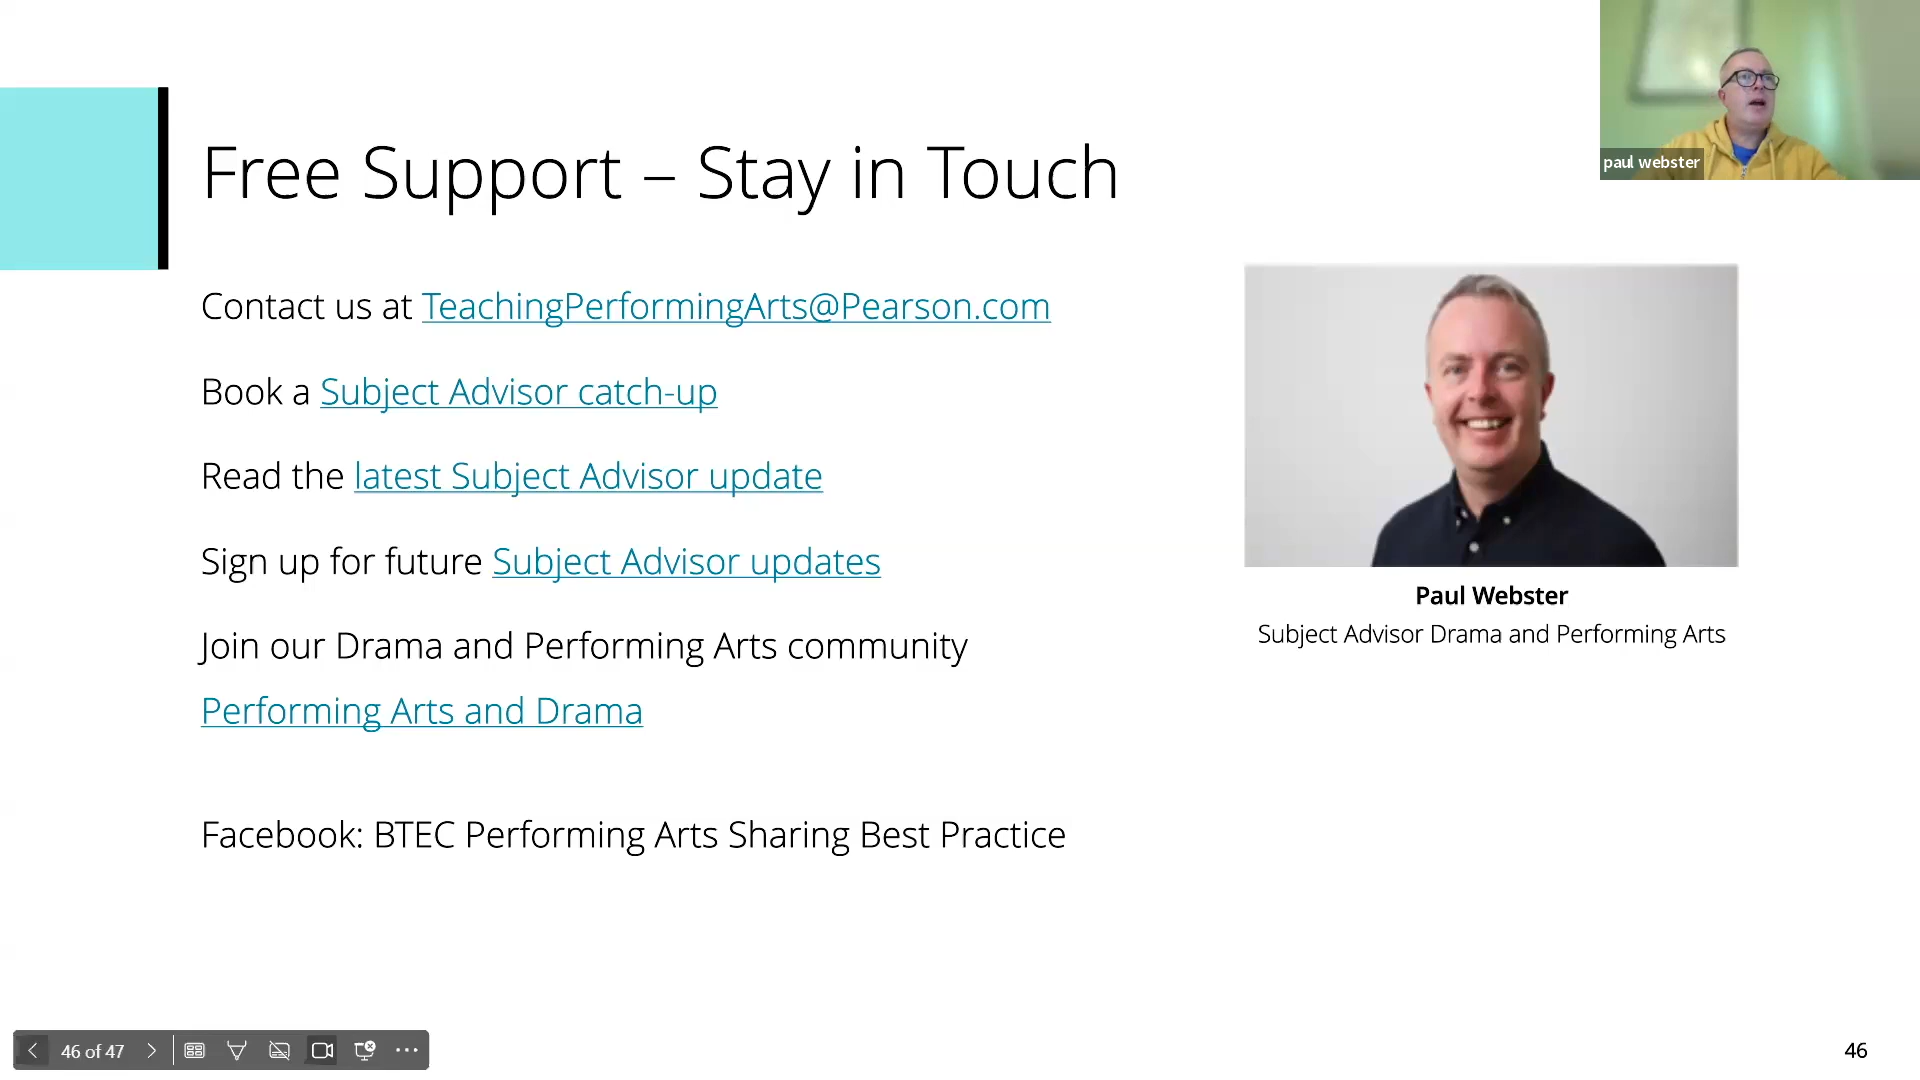 paul webster
Free Support – Stay in Touch
Contact us at TeachingPerformingArts@Pearson.com
Book a Subject Advisor catch-up
Read the latest Subject Advisor update
Sign up for future Subject Advisor updates
Join our Drama and Performing Arts community
Performing Arts and Drama
Facebook: BTEC Performing Arts Sharing Best Practice
Paul Webster
Subject Advisor Drama and Performing Arts
46 of 47
46